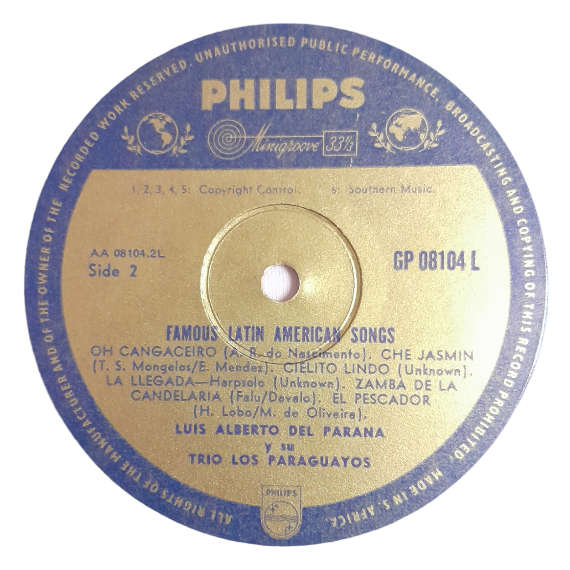 ALL RIGHTS OF THE MANUFACTURER AND OF THE OWNER OF THE RECORDED WORK RESERVED. UNAUTHORISED PUBLIC PERFORMANCE, BROADCASTING AND COPYING OF THIS RECORD PROHIBITED. MADE IN S. AFRICA.
PHILIPS
Minigroove 33⅓
1, 2, 3, 4, 5: Copyright Control. 6: Southern Music.
AA 08104.2L
Side 2
GP 08104 L
FAMOUS LATIN AMERICAN SONGS
OH CANGACEIRO (A. R. do Nascimento). CHE JASMIN
(T. S. Mongelos/E. Mendez). CIELITO LINDO (Unknown).
LA LLEGADA—Harpsolo (Unknown). ZAMBA DE LA
CANDELARIA (Falu/Davalo). EL PESCADOR
(H. Lobo/M. de Oliveira).
LUIS ALBERTO DEL PARANA
y su
TRIO LOS PARAGUAYOS
PHILIPS